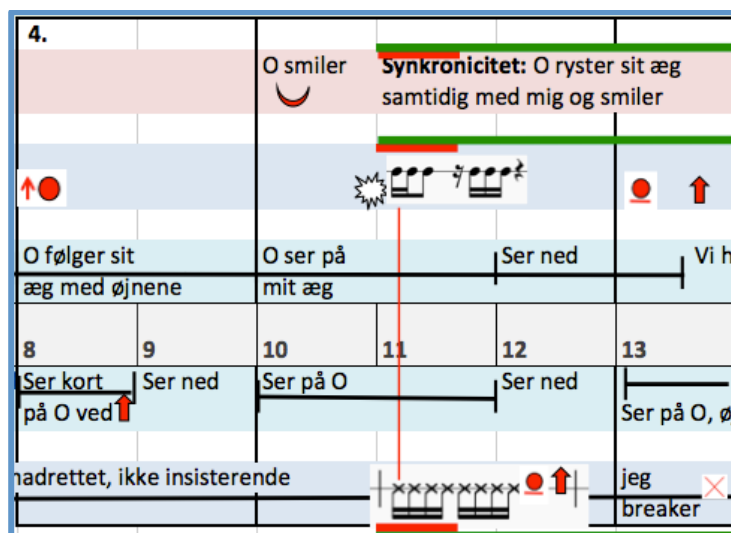 4.
O smiler
Synkronicitet: O ryster sit æg
samtidig med mig og smiler
O følger sit
æg med øjnene
O ser på
mit æg
Ser ned
Vi h
8 9 10 11 12 13
Ser kort
på O ved
Ser ned
Ser på O
Ser ned
Ser på O, ø
nadrettet, ikke insisterende
jeg
breaker